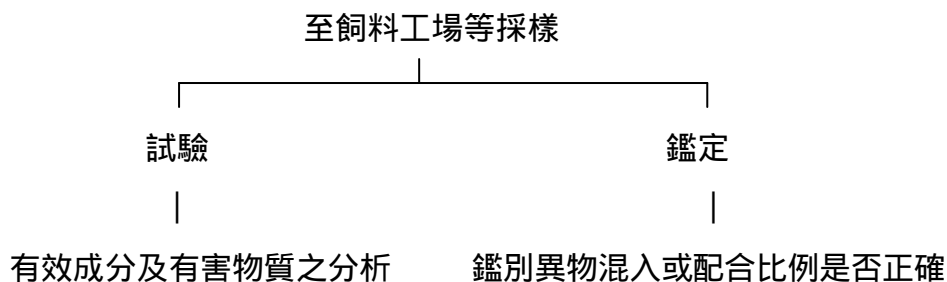 至飼料工場等採樣
試驗
鑑定
有效成分及有害物質之分析
鑑別異物混入或配合比例是否正確